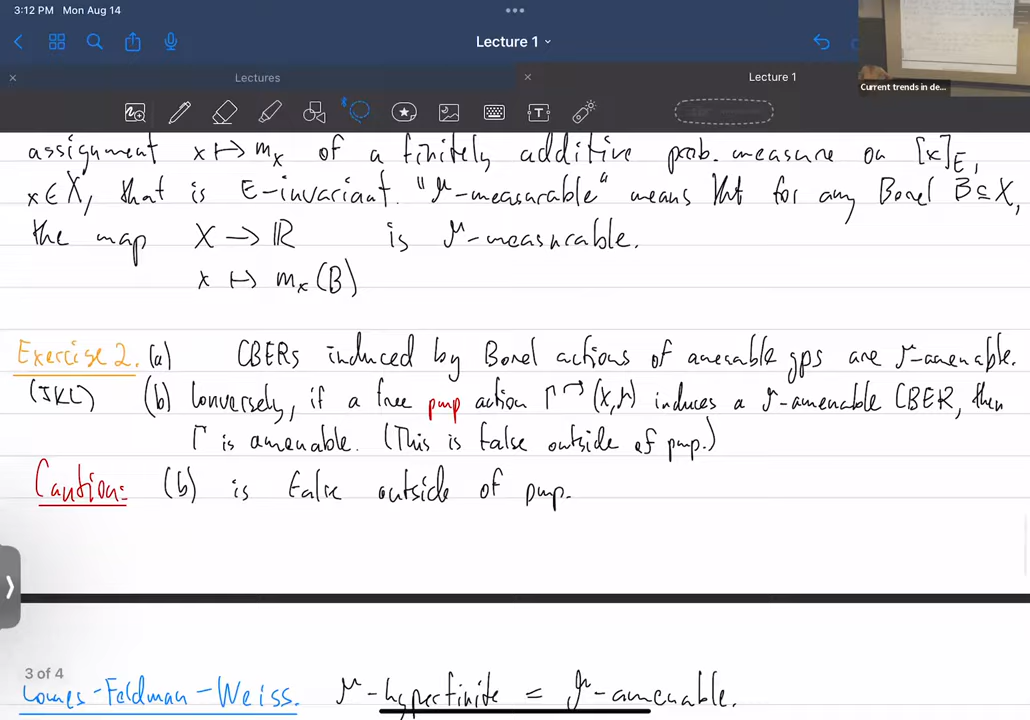 3:12 PM Mon Aug 14
Lecture 1
Lectures
Lecture 1
Current trends in de...
assignment x ↦ m_x of a finitely additive prob. measure on [x]_E,
x ∈ X, that is E-invariant. "μ-measurable" means tht for any Borel B ⊆ X,
the map X → ℝ is μ-measurable.
x ↦ m_x(B)
Exercise 2. (a) CBERs induced by Borel actions of amenable gps are μ-amenable.
(JKL) (b) Conversely, if a free pmp action Γ ↷ (X,μ) induces a μ-amenable CBER, then
Γ is amenable. (This is false outside of pmp.)
Caution: (b) is false outside of pmp.
3 of 4
Connes-Feldman-Weiss. μ-hyperfinite = μ-amenable.